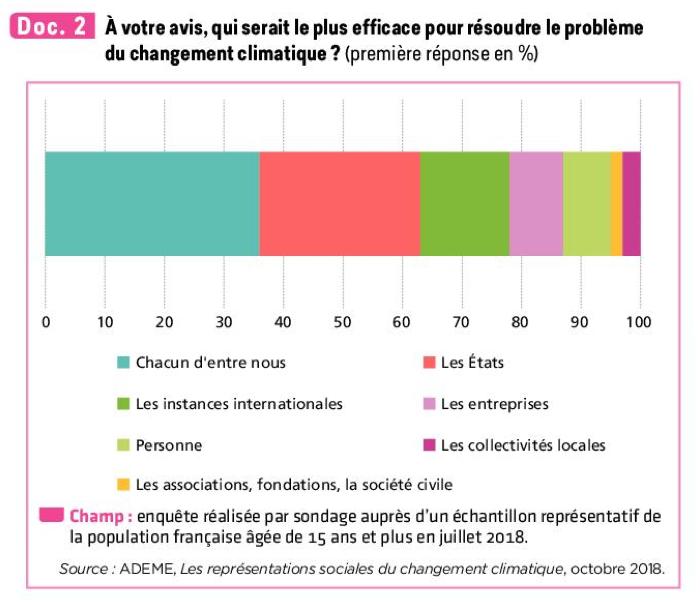 Doc. 2 À votre avis, qui serait le plus efficace pour résoudre le problème
du changement climatique ? (première réponse en %)
0 10 20 30 40 50 60 70 80 90 100
Chacun d'entre nous Les États
Les instances internationales Les entreprises
Personne Les collectivités locales
Les associations, fondations, la société civile
Champ : enquête réalisée par sondage auprès d'un échantillon représentatif de
la population française âgée de 15 ans et plus en juillet 2018.
Source : ADEME, Les représentations sociales du changement climatique, octobre 2018.